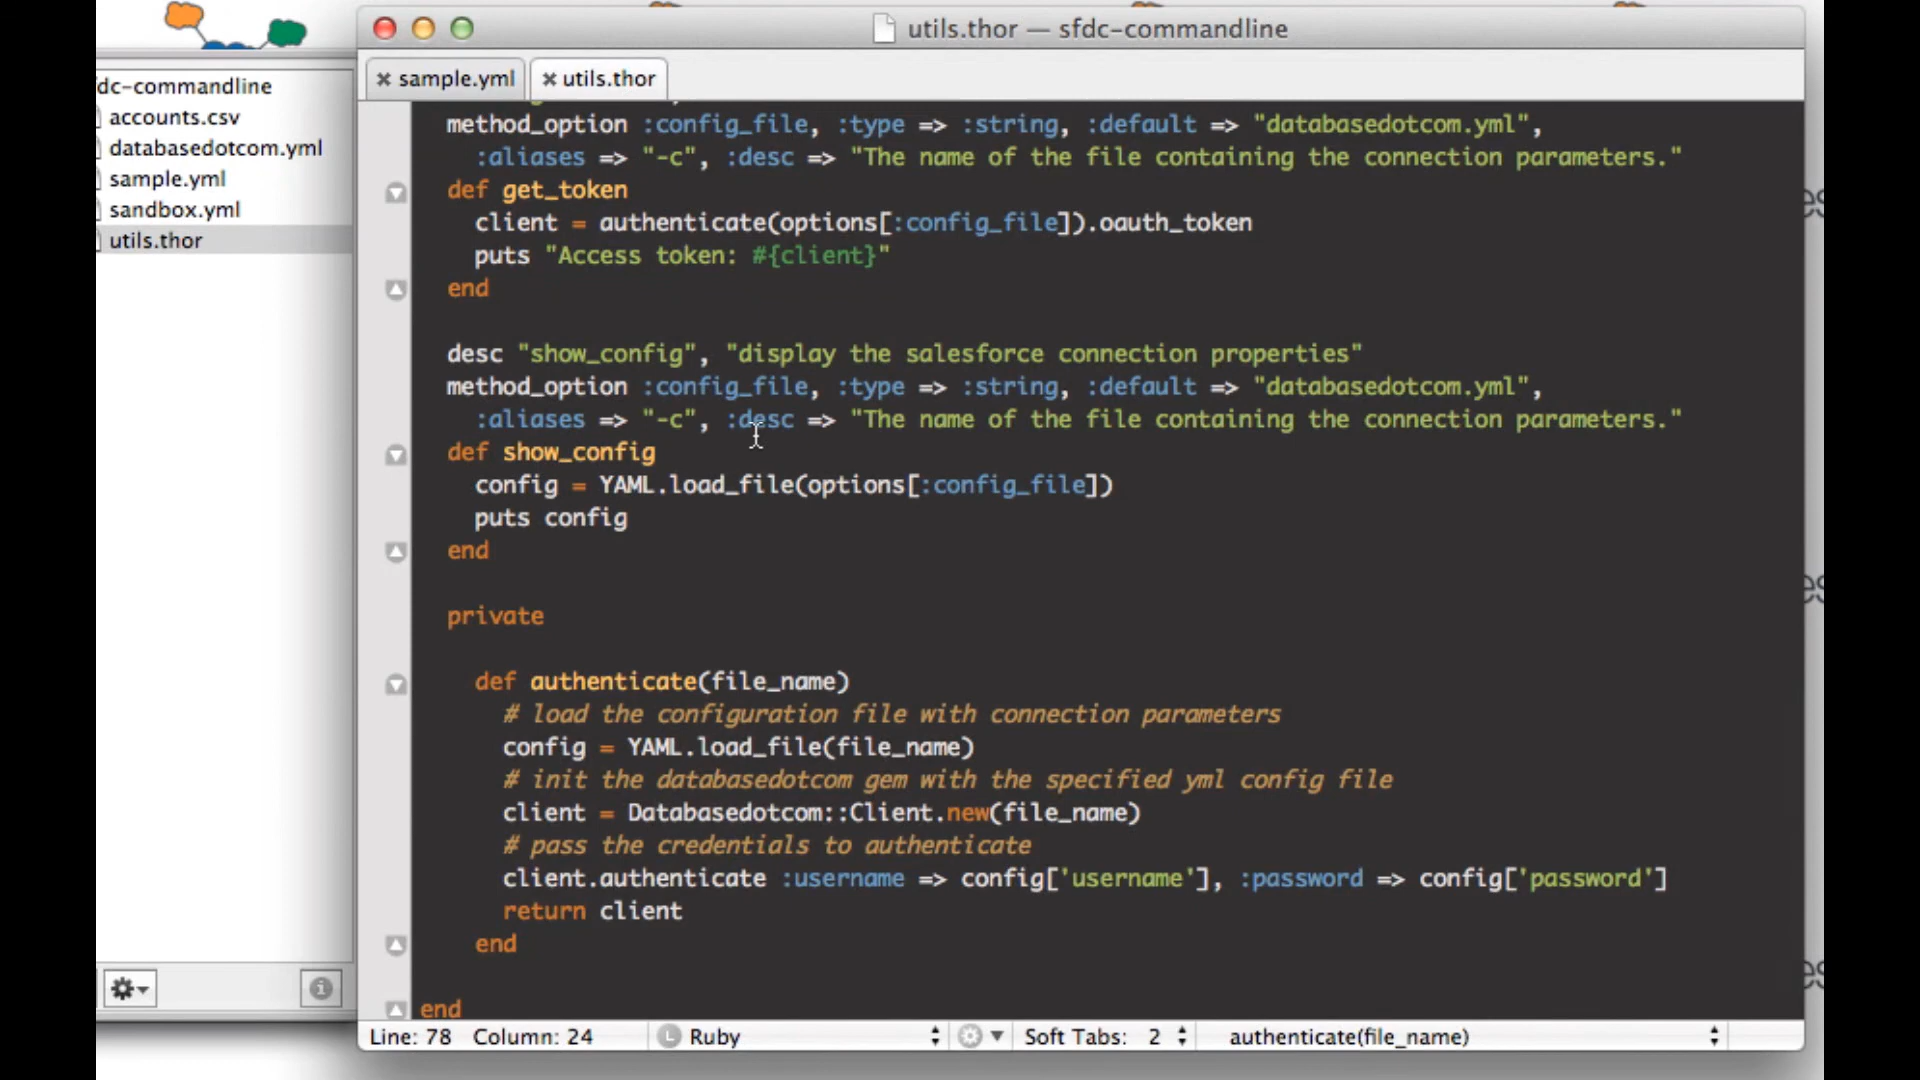 utils.thor — sfdc-commandline
sample.yml
utils.thor
dc-commandline
accounts.csv
databasedotcom.yml
sample.yml
sandbox.yml
utils.thor
method_option :config_file, :type => :string, :default => "databasedotcom.yml",
:aliases => "-c", :desc => "The name of the file containing the connection parameters."
def get_token
client = authenticate(options[:config_file]).oauth_token
puts "Access token: #{client}"
end
desc "show_config", "display the salesforce connection properties"
method_option :config_file, :type => :string, :default => "databasedotcom.yml",
:aliases => "-c", :desc => "The name of the file containing the connection parameters."
def show_config
config = YAML.load_file(options[:config_file])
puts config
end
private
def authenticate(file_name)
# load the configuration file with connection parameters
config = YAML.load_file(file_name)
# init the databasedotcom gem with the specified yml config file
client = Databasedotcom::Client.new(file_name)
# pass the credentials to authenticate
client.authenticate :username => config['username'], :password => config['password']
return client
end
end
Line: 78 Column: 24 L Ruby Soft Tabs: 2 authenticate(file_name)